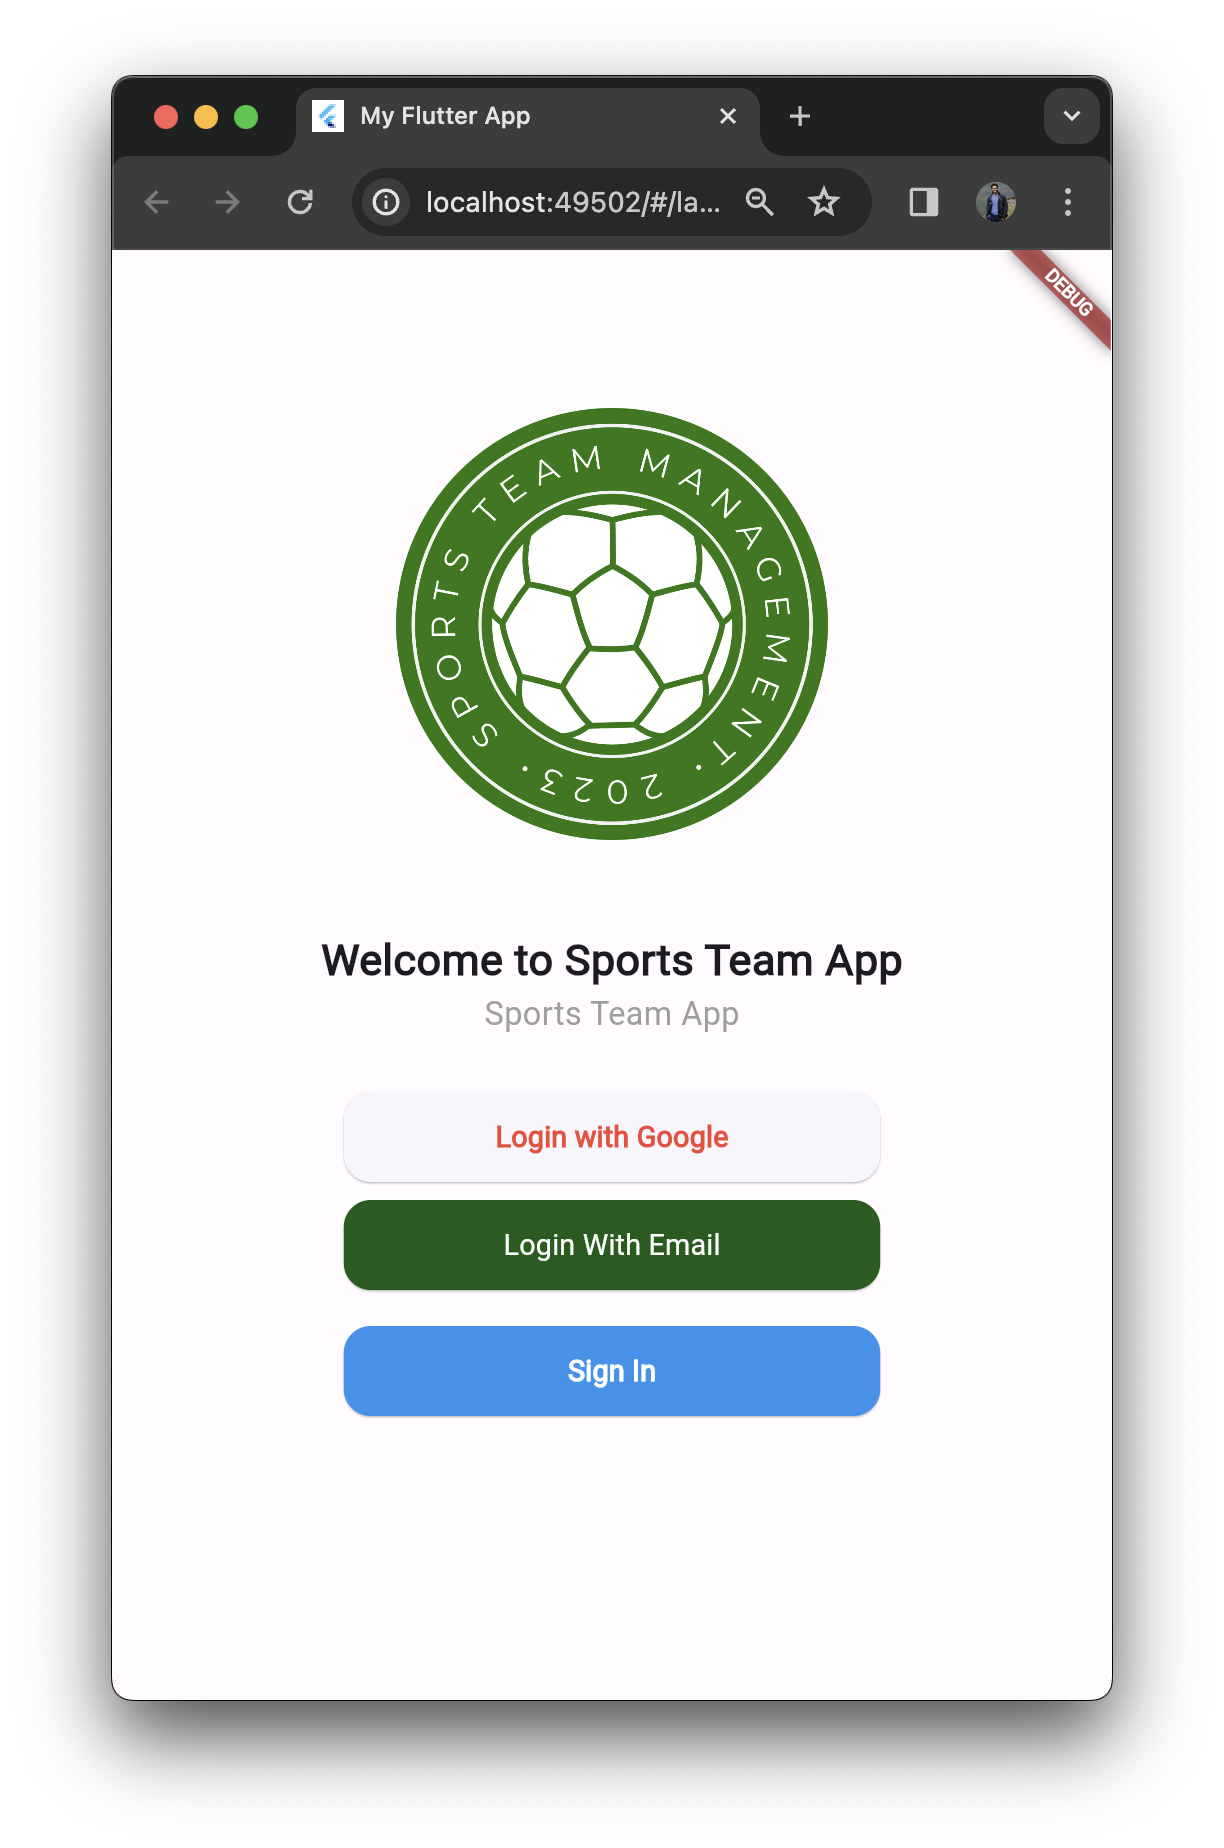 My Flutter App
localhost:49502/#/la...
DEBUG
SPORTS TEAM MANAGEMENT
· 2023 ·
Welcome to Sports Team App
Sports Team App
Login with Google
Login With Email
Sign In